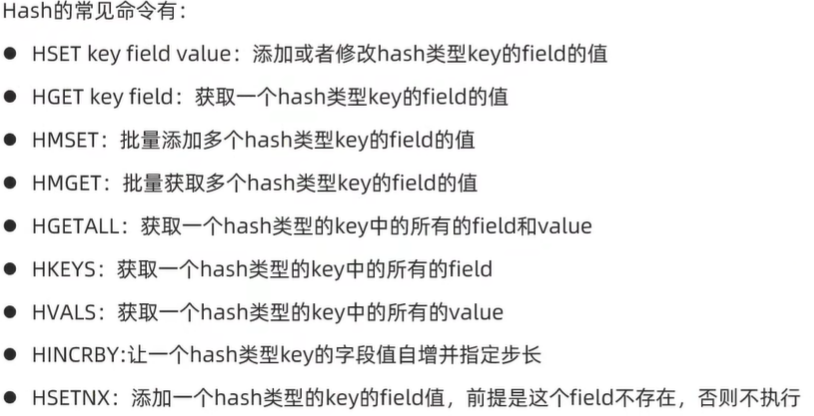 Hash的常见命令有：
● HSET key field value：添加或者修改hash类型key的field的值
● HGET key field：获取一个hash类型key的field的值
● HMSET：批量添加多个hash类型key的field的值
● HMGET：批量获取多个hash类型key的field的值
● HGETALL：获取一个hash类型的key中的所有的field和value
● HKEYS：获取一个hash类型的key中的所有的field
● HVALS：获取一个hash类型的key中的所有的value
● HINCRBY:让一个hash类型key的字段值自增并指定步长
● HSETNX：添加一个hash类型的key的field值，前提是这个field不存在，否则不执行